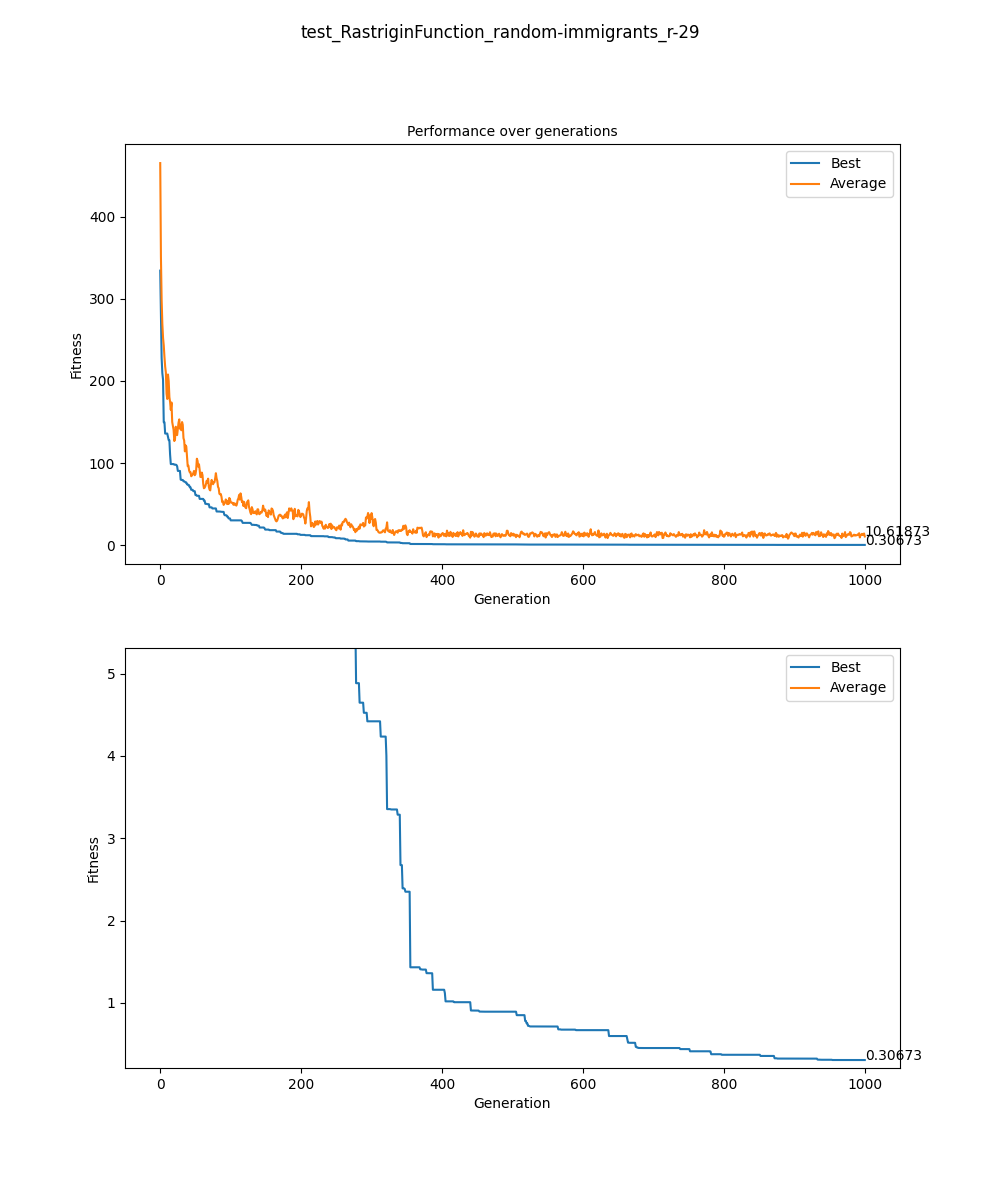 test_RastriginFunction_random-immigrants_r-29
Performance over generations
Best
Average
Fitness
400
300
200
100
0
10.61873
0.30673
0 200 400 600 800 1000
Generation
Best
Average
Fitness
5
4
3
2
1
0.30673
0 200 400 600 800 1000
Generation